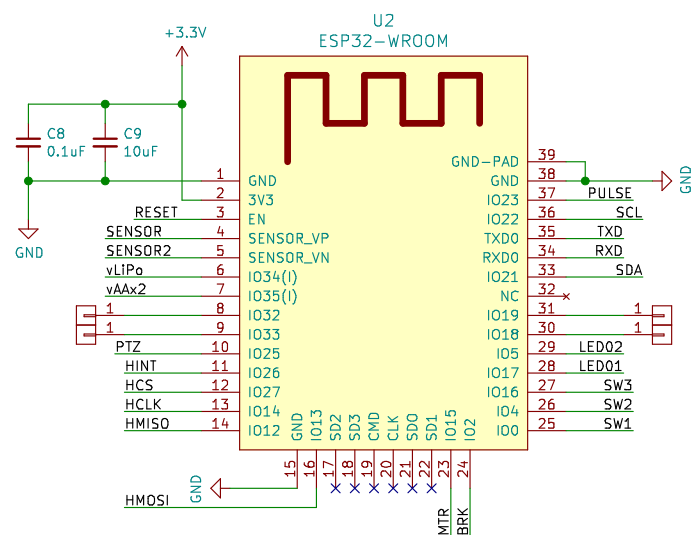 U2
ESP32-WROOM
+3.3V
C8
0.1uF
C9
10uF
GND
1 GND
2 3V3
RESET 3 EN
SENSOR 4 SENSOR_VP
SENSOR2 5 SENSOR_VN
vLiPo 6 IO34(I)
vAAx2 7 IO35(I)
1 8 IO32
1 9 IO33
PTZ 10 IO25
HINT 11 IO26
HCS 12 IO27
HCLK 13 IO14
HMISO 14 IO12
GND-PAD 39
GND 38 GND
IO23 37 PULSE
IO22 36 SCL
TXD0 35 TXD
RXD0 34 RXD
IO21 33 SDA
NC 32
IO19 31 1
IO18 30 1
IO5 29 LED02
IO17 28 LED01
IO16 27 SW3
IO4 26 SW2
IO0 25 SW1
GND 15 GND
IO13 16 HMOSI
SD2 17
SD3 18
CMD 19
CLK 20
SD0 21
SD1 22
IO15 23 MTR
IO2 24 BRK